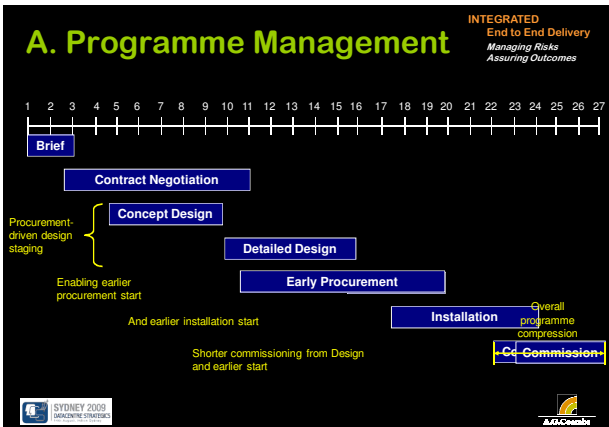 INTEGRATED
End to End Delivery
Managing Risks
Assuring Outcomes
A. Programme Management
1 2 3 4 5 6 7 8 9 10 11 12 13 14 15 16 17 18 19 20 21 22 23 24 25 26 27
Brief
Contract Negotiation
Concept Design
Procurement-
driven design
staging
Detailed Design
Enabling earlier
procurement start
Early Procurement
And earlier installation start
Installation
Overall
programme
compression
Shorter commissioning from Design
and earlier start
Commission
SYDNEY 2009
DATACENTRE STRATEGICS
A.G.Coombs